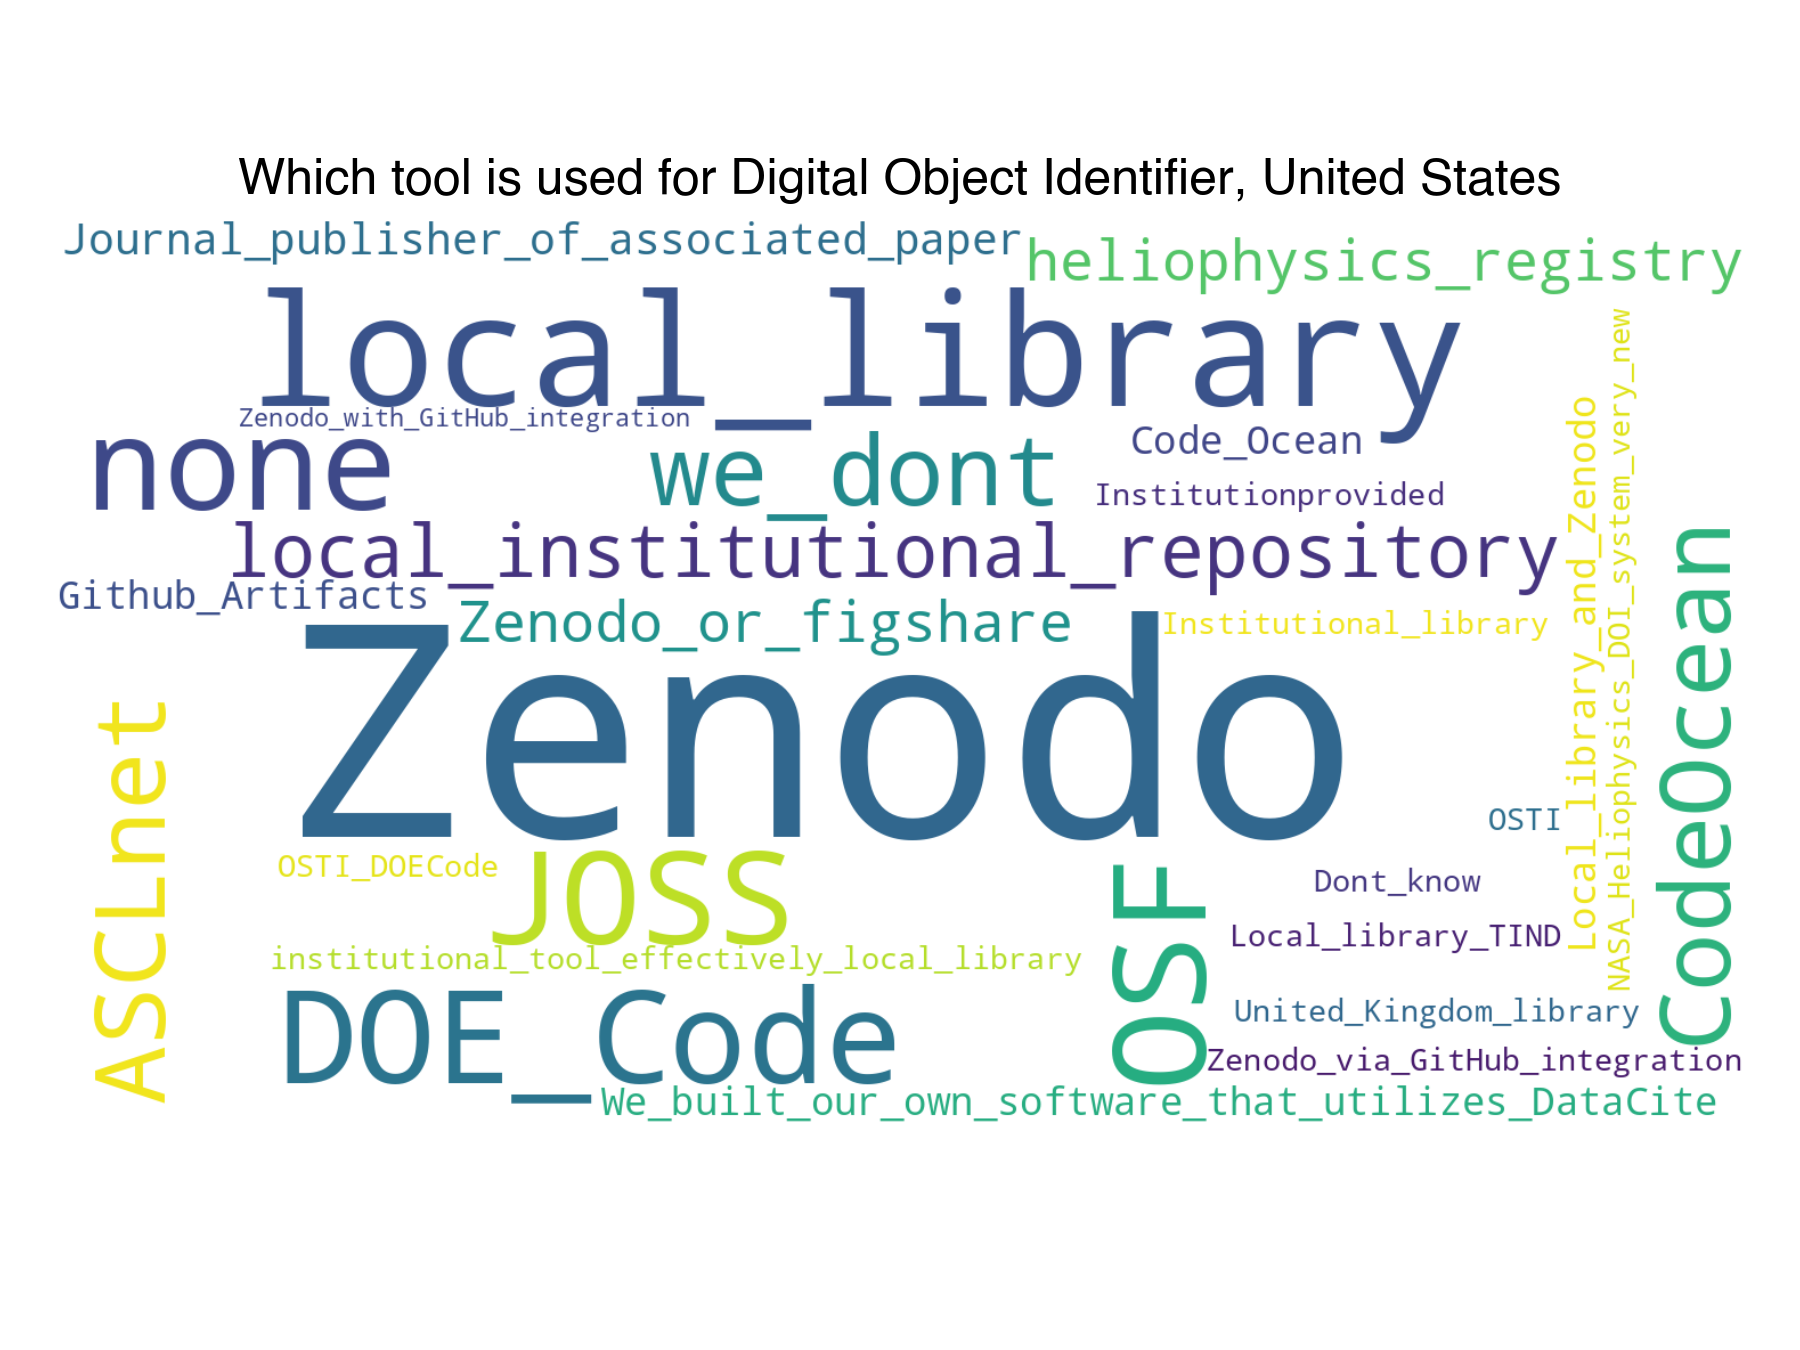 Which tool is used for Digital Object Identifier, United States
Journal_publisher_of_associated_paper
heliophysics_registry
local_library
Zenodo_with_GitHub_integration
none
we_dont
Code_Ocean
Institutionprovided
local_institutional_repository
Github_Artifacts
Zenodo_or_figshare
Institutional_library
Zenodo
Local_library_and_Zenodo
NASA_Heliophysics_DOI_system_very_new
CodeOcean
ASCLnet
OSTI
OSTI_DOECode
JOSS
OSF
Dont_know
Local_library_TIND
institutional_tool_effectively_local_library
DOE_Code
United_Kingdom_library
Zenodo_via_GitHub_integration
We_built_our_own_software_that_utilizes_DataCite